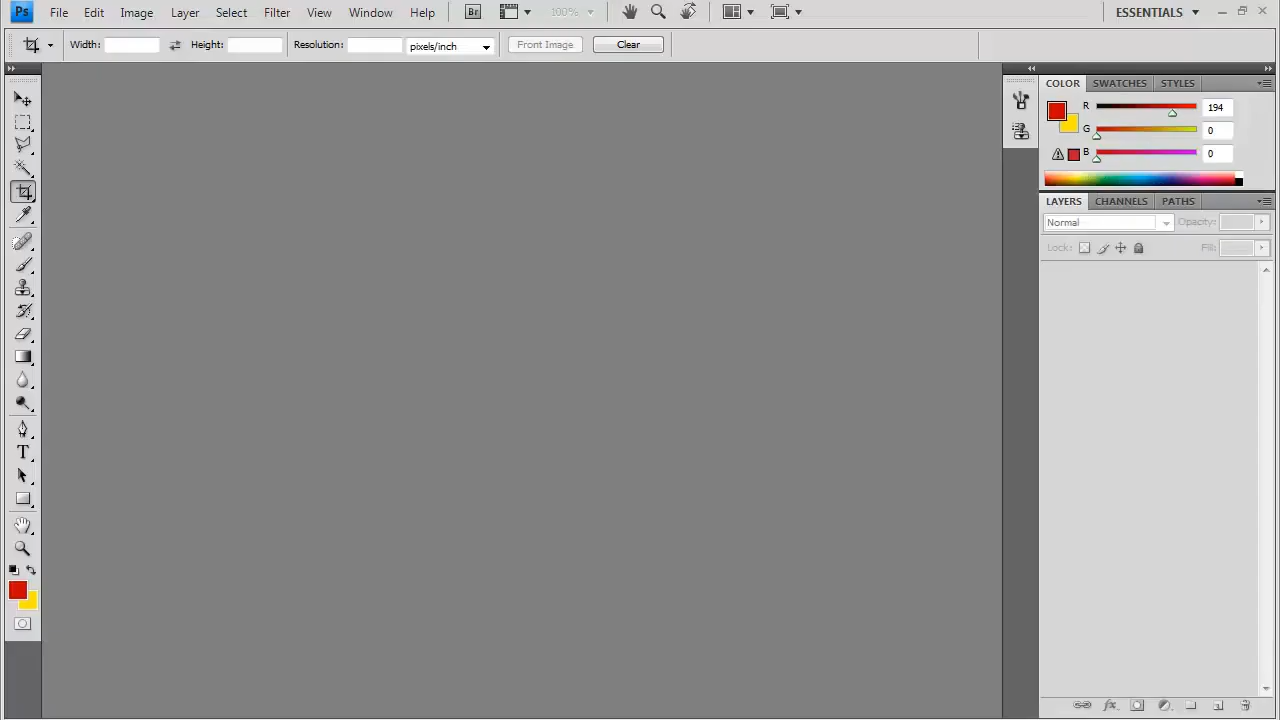 Ps File Edit Image Layer Select Filter View Window Help Br 100% ESSENTIALS
Width: Height: Resolution: pixels/inch Front Image Clear
COLOR SWATCHES STYLES
R 194
G 0
B 0
LAYERS CHANNELS PATHS
Normal Opacity:
Lock: Fill:
T
fx